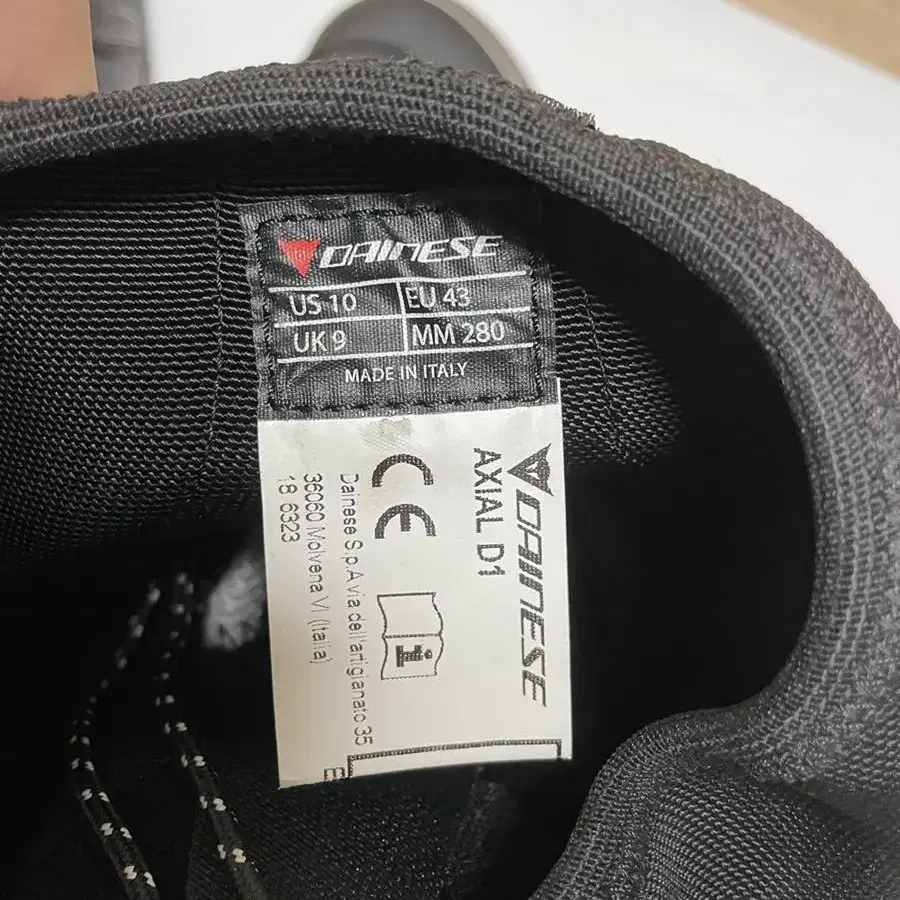 DAINESE
US 10 EU 43
UK 9 MM 280
MADE IN ITALY
DAINESE
AXIAL D1
CE
i
Dainese S.p.A via dell'artigianato 35
36060 Molvena VI (Italia)
18 6323